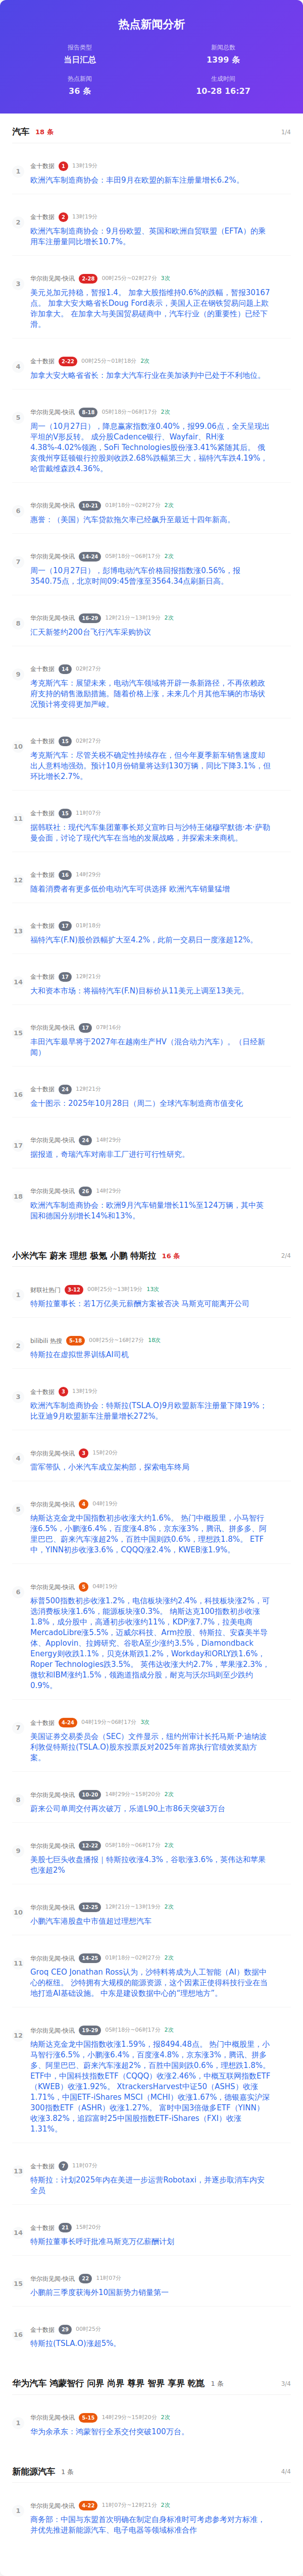 热点新闻分析
报告类型
当日汇总
新闻总数
1399 条
热点新闻
36 条
生成时间
10-28 16:27
汽车 18 条 1/4
1
金十数据 1 13时19分
欧洲汽车制造商协会：丰田9月在欧盟的新车注册量增长6.2%。
2
金十数据 2 13时19分
欧洲汽车制造商协会：9月份欧盟、英国和欧洲自贸联盟（EFTA）的乘
用车注册量同比增长10.7%。
3
华尔街见闻-快讯 2-28 00时25分~02时27分 3次
美元兑加元持稳，暂报1.4。 加拿大股指维持0.6%的跌幅，暂报30167
点。 加拿大安大略省长Doug Ford表示，美国人正在钢铁贸易问题上欺
诈加拿大。 在加拿大与美国贸易磋商中，汽车行业（的重要性）已经下
滑。
4
金十数据 2-22 00时25分~01时18分 2次
加拿大安大略省省长：加拿大汽车行业在美加谈判中已处于不利地位。
5
华尔街见闻-快讯 8-18 05时18分~06时17分 2次
周一（10月27日），降息赢家指数涨0.40%，报99.06点，全天呈现出
平坦的V形反转。 成分股Cadence银行、Wayfair、RH涨
4.38%-4.02%领跑，SoFi Technologies股份涨3.41%紧随其后。 俄
亥俄州亨廷顿银行控股则收跌2.68%跌幅第三大，福特汽车跌4.19%，
哈雷戴维森跌4.36%。
6
华尔街见闻-快讯 10-21 01时18分~02时27分 2次
惠誉：（美国）汽车贷款拖欠率已经飙升至最近十四年新高。
7
华尔街见闻-快讯 14-24 05时18分~06时17分 2次
周一（10月27日），彭博电动汽车价格回报指数涨0.56%，报
3540.75点，北京时间09:45曾涨至3564.34点刷新日高。
8
华尔街见闻-快讯 16-29 12时21分~13时19分 2次
汇天新签约200台飞行汽车采购协议
9
金十数据 14 02时27分
考克斯汽车：展望未来，电动汽车领域将开辟一条新路径，不再依赖政
府支持的销售激励措施。随着价格上涨，未来几个月其他车辆的市场状
况预计将变得更加严峻。
10
金十数据 15 02时27分
考克斯汽车：尽管关税不确定性持续存在，但今年夏季新车销售速度却
出人意料地强劲。预计10月份销量将达到130万辆，同比下降3.1%，但
环比增长2.7%。
11
金十数据 15 11时07分
据韩联社：现代汽车集团董事长郑义宣昨日与沙特王储穆罕默德·本·萨勒
曼会面，讨论了现代汽车在当地的发展战略，并探索未来商机。
12
金十数据 16 14时29分
随着消费者有更多低价电动汽车可供选择 欧洲汽车销量猛增
13
金十数据 17 01时18分
福特汽车(F.N)股价跌幅扩大至4.2%，此前一交易日一度涨超12%。
14
金十数据 17 12时21分
大和资本市场：将福特汽车(F.N)目标价从11美元上调至13美元。
15
华尔街见闻-快讯 17 07时16分
丰田汽车最早将于2027年在越南生产HV（混合动力汽车）。（日经新
闻）
16
金十数据 24 12时21分
金十图示：2025年10月28日（周二）全球汽车制造商市值变化
17
华尔街见闻-快讯 24 14时29分
据报道，奇瑞汽车对南非工厂进行可行性研究。
18
华尔街见闻-快讯 26 14时29分
欧洲汽车制造商协会：欧洲9月汽车销量增长11%至124万辆，其中英
国和德国分别增长14%和13%。
小米汽车 蔚来 理想 极氪 小鹏 特斯拉 16 条 2/4
1
财联社热门 3-12 00时25分~13时19分 13次
特斯拉董事长：若1万亿美元薪酬方案被否决 马斯克可能离开公司
2
bilibili 热搜 5-18 00时25分~16时27分 18次
特斯拉在虚拟世界训练AI司机
3
金十数据 3 13时19分
欧洲汽车制造商协会：特斯拉(TSLA.O)9月欧盟新车注册量下降19%；
比亚迪9月欧盟新车注册量增长272%。
4
华尔街见闻-快讯 3 15时20分
雷军带队，小米汽车成立架构部，探索电车终局
5
华尔街见闻-快讯 4 04时19分
纳斯达克金龙中国指数初步收涨大约1.6%。 热门中概股里，小马智行
涨6.5%，小鹏涨6.4%，百度涨4.8%，京东涨3%，腾讯、拼多多、阿
里巴巴、蔚来汽车涨超2%，百胜中国则跌0.6%，理想跌1.8%。 ETF
中，YINN初步收涨3.6%，CQQQ涨2.4%，KWEB涨1.9%。
6
华尔街见闻-快讯 5 04时19分
标普500指数初步收涨1.2%，电信板块涨约2.4%，科技板块涨2%，可
选消费板块涨1.6%，能源板块涨0.3%。 纳斯达克100指数初步收涨
1.8%，成分股中，高通初步收涨约11%，KDP涨7.7%，拉美电商
MercadoLibre涨5.5%，迈威尔科技、Arm控股、特斯拉、安森美半导
体、Applovin、拉姆研究、谷歌A至少涨约3.5%，Diamondback
Energy则收跌1.1%，贝克休斯跌1.2%，Workday和ORLY跌1.6%，
Roper Technologies跌3.5%。 英伟达收涨大约2.7%，苹果涨2.3%，
微软和IBM涨约1.5%，领跑道指成分股，耐克与沃尔玛则至少跌约
0.9%。
7
金十数据 4-24 04时19分~06时17分 3次
美国证券交易委员会（SEC）文件显示，纽约州审计长托马斯·P·迪纳波
利敦促特斯拉(TSLA.O)股东投票反对2025年首席执行官绩效奖励方
案。
8
华尔街见闻-快讯 10-20 14时29分~15时20分 2次
蔚来公司单周交付再次破万，乐道L90上市86天突破3万台
9
华尔街见闻-快讯 12-22 05时18分~06时17分 2次
美股七巨头收盘播报｜特斯拉收涨4.3%，谷歌涨3.6%，英伟达和苹果
也涨超2%
10
华尔街见闻-快讯 12-25 12时21分~13时19分 2次
小鹏汽车港股盘中市值超过理想汽车
11
华尔街见闻-快讯 14-25 01时18分~02时27分 2次
Groq CEO Jonathan Ross认为，沙特料将成为人工智能（AI）数据中
心的枢纽。 沙特拥有大规模的能源资源，这个因素正使得科技行业在当
地打造AI基础设施。 中东是建设数据中心的“理想地方”。
12
华尔街见闻-快讯 19-29 05时18分~06时17分 2次
纳斯达克金龙中国指数收涨1.59%，报8494.48点。 热门中概股里，小
马智行涨6.5%，小鹏涨6.4%，百度涨4.8%，京东涨3%，腾讯、拼多
多、阿里巴巴、蔚来汽车涨超2%，百胜中国则跌0.6%，理想跌1.8%。
ETF中，中国科技指数ETF（CQQQ）收涨2.46%，中概互联网指数ETF
（KWEB）收涨1.92%。 XtrackersHarvest中证50（ASHS）收涨
1.71%，中国ETF-iShares MSCI（MCHI）收涨1.67%，德银嘉实沪深
300指数ETF（ASHR）收涨1.27%。 富时中国3倍做多ETF（YINN）
收涨3.82%，追踪富时25中国股指数ETF-iShares（FXI）收涨
1.31%。
13
金十数据 7 11时07分
特斯拉：计划2025年内在美进一步运营Robotaxi，并逐步取消车内安
全员
14
金十数据 21 15时20分
特斯拉董事长呼吁批准马斯克万亿薪酬计划
15
华尔街见闻-快讯 22 11时07分
小鹏前三季度获海外10国新势力销量第一
16
金十数据 29 00时25分
特斯拉(TSLA.O)涨超5%。
华为汽车 鸿蒙智行 问界 尚界 尊界 智界 享界 乾崑 1 条 3/4
1
华尔街见闻-快讯 5-15 14时29分~15时20分 2次
华为余承东：鸿蒙智行全系交付突破100万台。
新能源汽车 1 条 4/4
1
华尔街见闻-快讯 4-22 11时07分~12时21分 2次
商务部：中国与东盟首次明确在制定自身标准时可考虑参考对方标准，
并优先推进新能源汽车、电子电器等领域标准合作